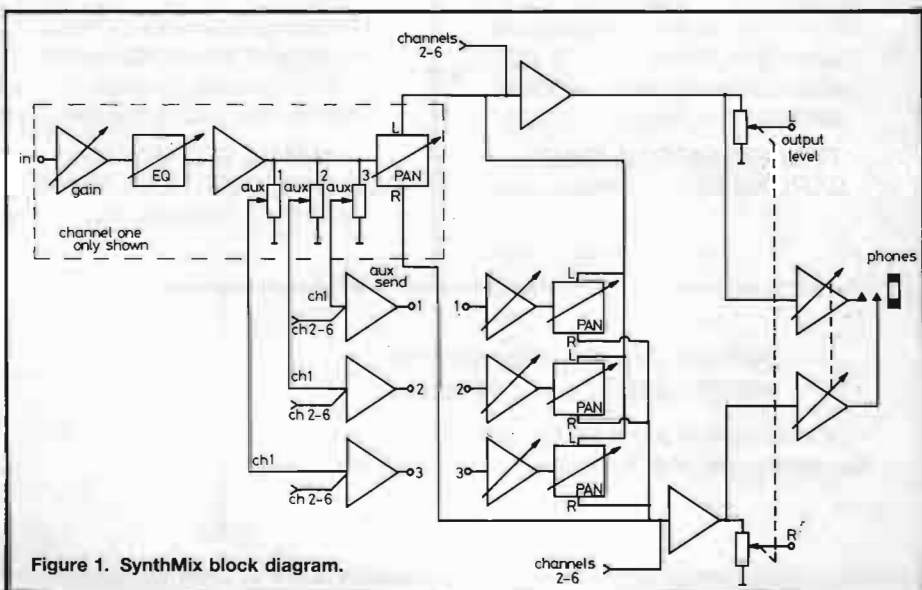 channels
2-6
in
gain
EQ
aux
1
aux
2
aux
3
L
PAN
R
channel one
only shown
L
output
level
phones
aux
send
ch1
ch 2-6
1
ch1
ch 2-6
2
ch1
ch 2-6
3
1
L
PAN
R
2
L
PAN
R
3
L
PAN
R
channels
2-6
R
Figure 1. SynthMix block diagram.